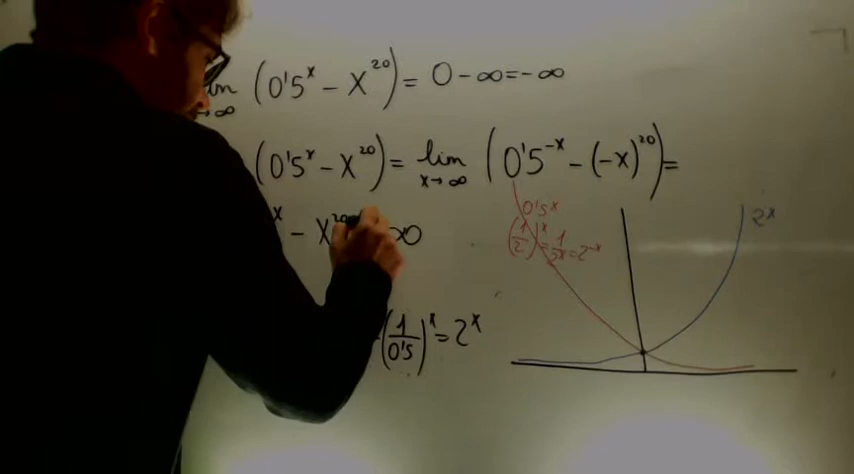 im (0'5^x - X^20) = 0 - ∞ = -∞
→∞
(0'5^x - X^20) = lim (0'5^-x - (-x)^20) =
x→∞
x - X^20 ∞
(1/0'5)^x = 2^x
0'5^x
(1/2)^x = 1/2^x = 2^-x
2^x